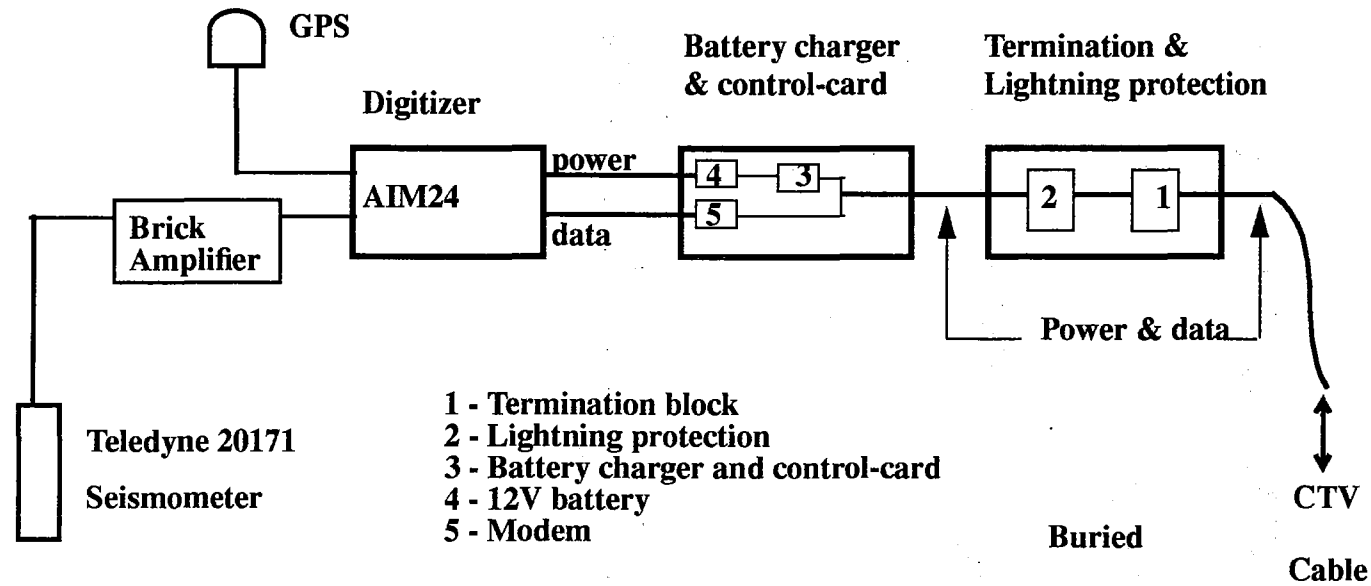 GPS
Battery charger
& control-card
Termination &
Lightning protection
Digitizer
power
4
3
AIM24
5
data
2
1
Brick
Amplifier
Power & data
1 - Termination block
2 - Lightning protection
3 - Battery charger and control-card
4 - 12V battery
5 - Modem
Teledyne 20171
Seismometer
CTV
Buried
Cable